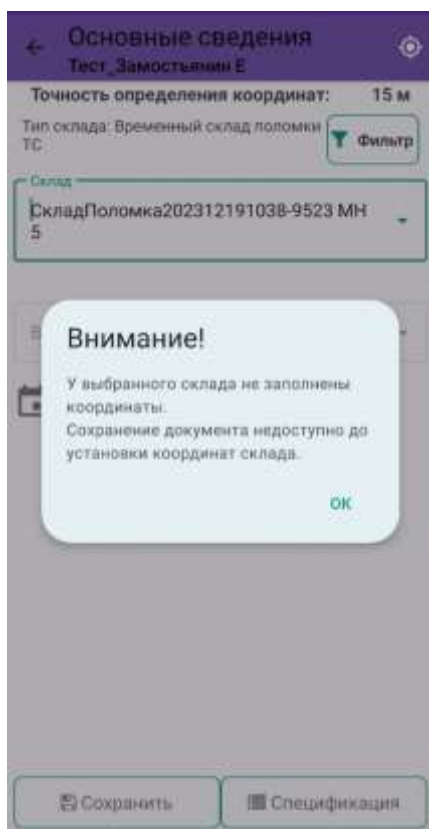 Основные сведения
Тест_Замостьянин Е
Точность определения координат: 15 м
Тип склада: Временный склад поломки
ТС
Фильтр
Склад
СкладПоломка202312191038-9523 МН
5
Внимание!
У выбранного склада не заполнены
координаты.
Сохранение документа недоступно до
установки координат склада.
ОК
Сохранить
Спецификация